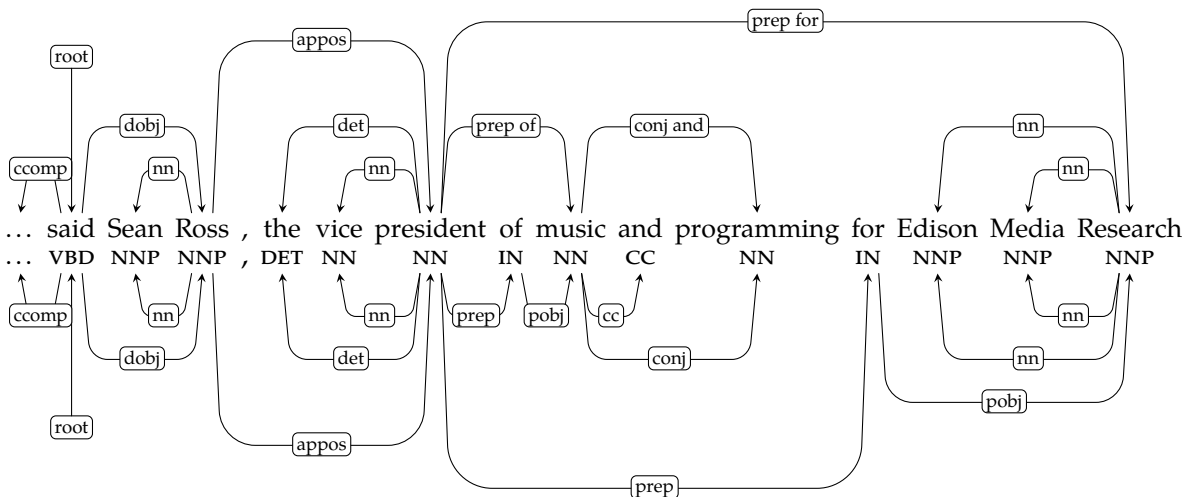 prep for
appos
root
dobj det prep of conj and nn
ccomp nn nn nn
... said Sean Ross , the vice president of music and programming for Edison Media Research
... VBD NNP NNP , DET NN NN IN NN CC NN IN NNP NNP NNP
ccomp nn nn prep pobj cc nn
dobj det conj nn
pobj
root
appos
prep